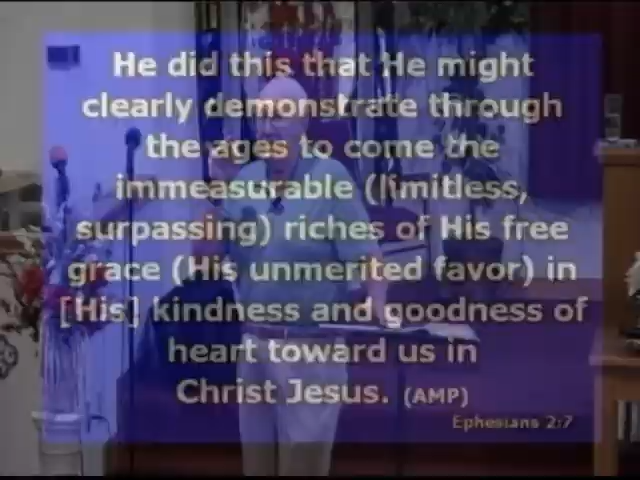 He did this that He might
clearly demonstrate through
the ages to come the
immeasurable (limitless,
surpassing) riches of His free
grace (His unmerited favor) in
[His] kindness and goodness of
heart toward us in
Christ Jesus. (AMP)
Ephesians 2:7